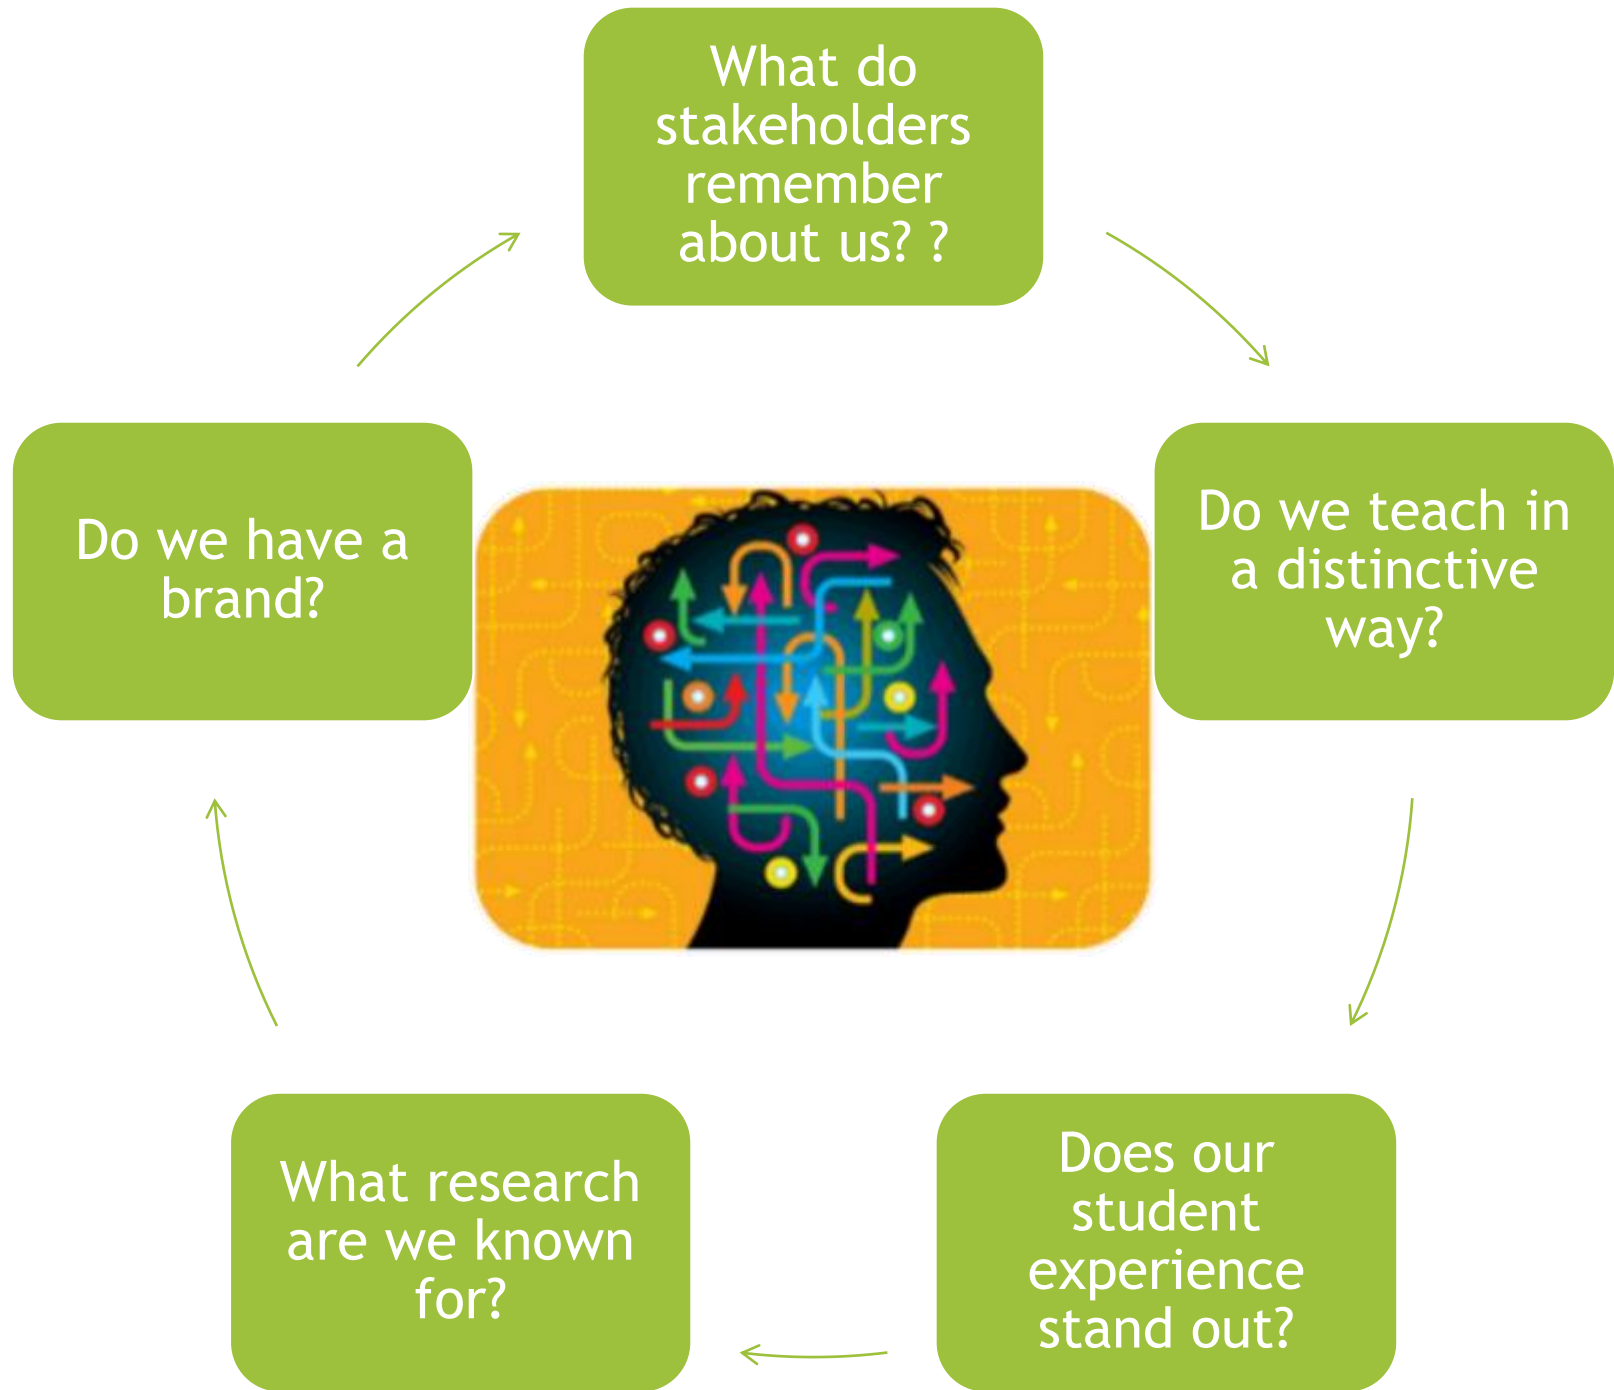 What do
stakeholders
remember
about us? ?
Do we teach in
a distinctive
way?
Does our
student
experience
stand out?
What research
are we known
for?
Do we have a
brand?